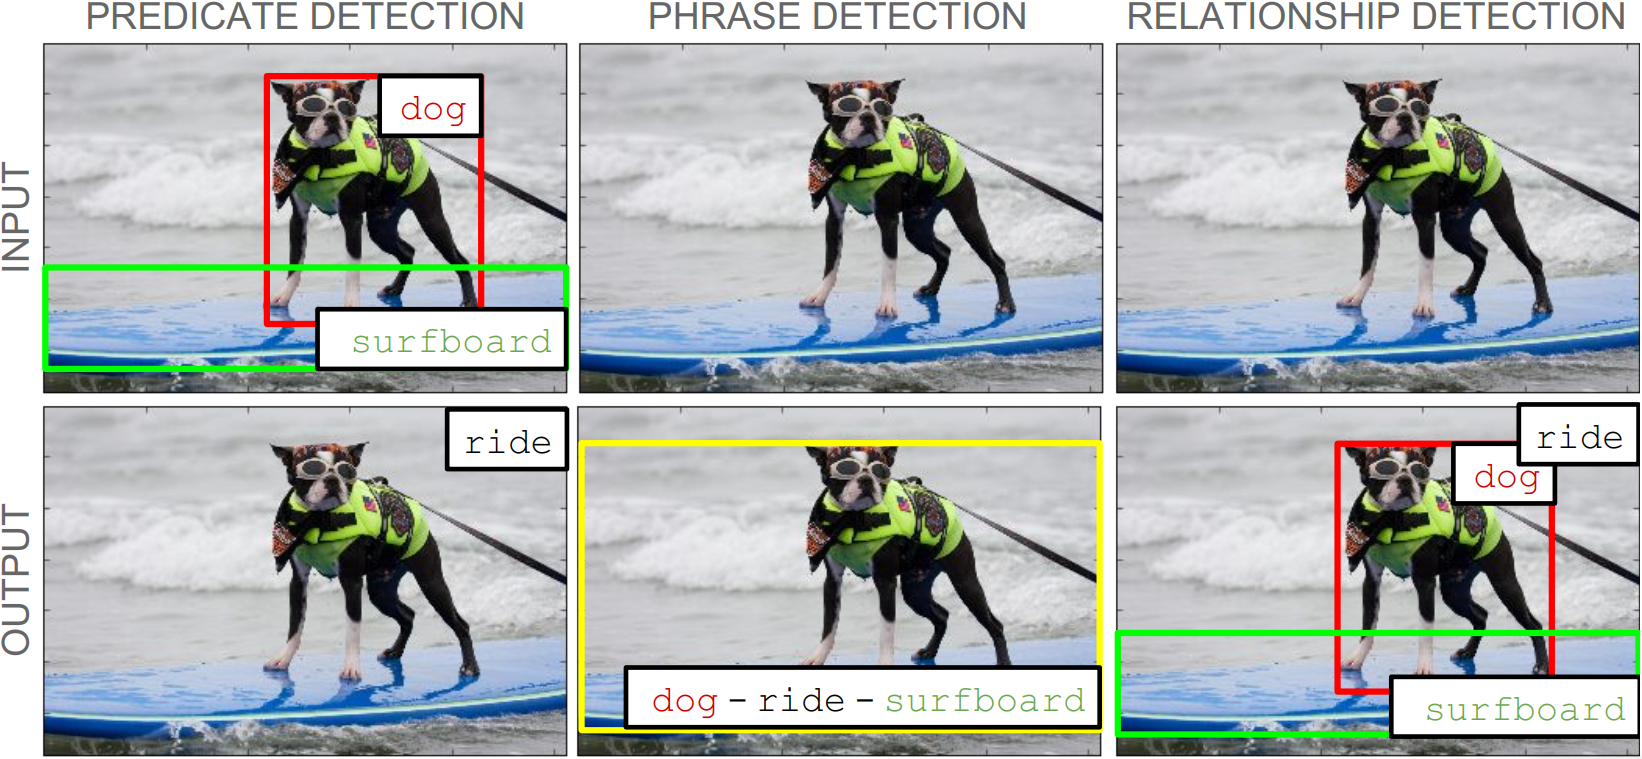 PREDICATE DETECTION PHRASE DETECTION RELATIONSHIP DETECTION
INPUT
dog
surfboard
OUTPUT
ride
dog - ride - surfboard
ride
dog
surfboard